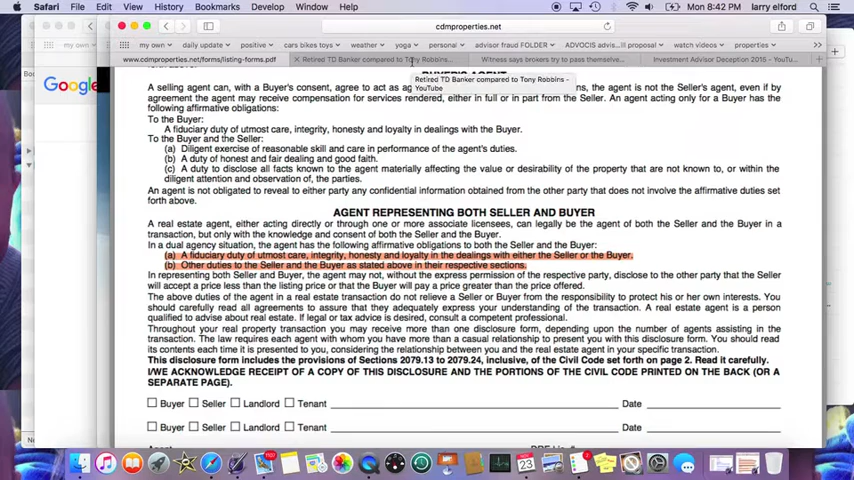 Safari File Edit View History Bookmarks Develop Window Help Mon 8:42 PM larry elford
cdmproperties.net
my own daily update positive cars bikes toys weather yoga personal advisor fraud FOLDER ADVOCIS watch videos my own
www.cdmproperties.net/forms/listing-forms.pdf Retired TD Banker compared to Tony Robbins... Witness says brokers try to pass themselve... Investment Advisor Deception 2015 - YouTu...
Retired TD Banker compared to Tony Robbins -
YouTube
Google
BUYER'S AGENT
A selling agent can, with a Buyer's consent, agree to act as agent for the Buyer only. In these situations, the agent is not the Seller's agent, even if by
agreement the agent may receive compensation for services rendered, either in full or in part from the Seller. An agent acting only for a Buyer has the
following affirmative obligations:
To the Buyer:
A fiduciary duty of utmost care, integrity, honesty and loyalty in dealings with the Buyer.
To the Buyer and the Seller:
(a) Diligent exercise of reasonable skill and care in performance of the agent's duties.
(b) A duty of honest and fair dealing and good faith.
(c) A duty to disclose all facts known to the agent materially affecting the value or desirability of the property that are not known to, or within the
diligent attention and observation of, the parties.
An agent is not obligated to reveal to either party any confidential information obtained from the other party that does not involve the affirmative duties set
forth above.
AGENT REPRESENTING BOTH SELLER AND BUYER
A real estate agent, either acting directly or through one or more associate licensees, can legally be the agent of both the Seller and the Buyer in a
transaction, but only with the knowledge and consent of both the Seller and the Buyer.
In a dual agency situation, the agent has the following affirmative obligations to both the Seller and the Buyer:
(a) A fiduciary duty of utmost care, integrity, honesty and loyalty in the dealings with either the Seller or the Buyer.
(b) Other duties to the Seller and the Buyer as stated above in their respective sections.
In representing both Seller and Buyer, the agent may not, without the express permission of the respective party, disclose to the other party that the Seller
will accept a price less than the listing price or that the Buyer will pay a price greater than the price offered.
The above duties of the agent in a real estate transaction do not relieve a Seller or Buyer from the responsibility to protect his or her own interests. You
should carefully read all agreements to assure that they adequately express your understanding of the transaction. A real estate agent is a person
qualified to advise about real estate. If legal or tax advice is desired, consult a competent professional.
Throughout your real property transaction you may receive more than one disclosure form, depending upon the number of agents assisting in the
transaction. The law requires each agent with whom you have more than a casual relationship to present you with this disclosure form. You should read
its contents each time it is presented to you, considering the relationship between you and the real estate agent in your specific transaction.
This disclosure form includes the provisions of Sections 2079.13 to 2079.24, inclusive, of the Civil Code set forth on page 2. Read it carefully.
I/WE ACKNOWLEDGE RECEIPT OF A COPY OF THIS DISCLOSURE AND THE PORTIONS OF THE CIVIL CODE PRINTED ON THE BACK (OR A
SEPARATE PAGE).
Buyer Seller Landlord Tenant Date
Buyer Seller Landlord Tenant Date